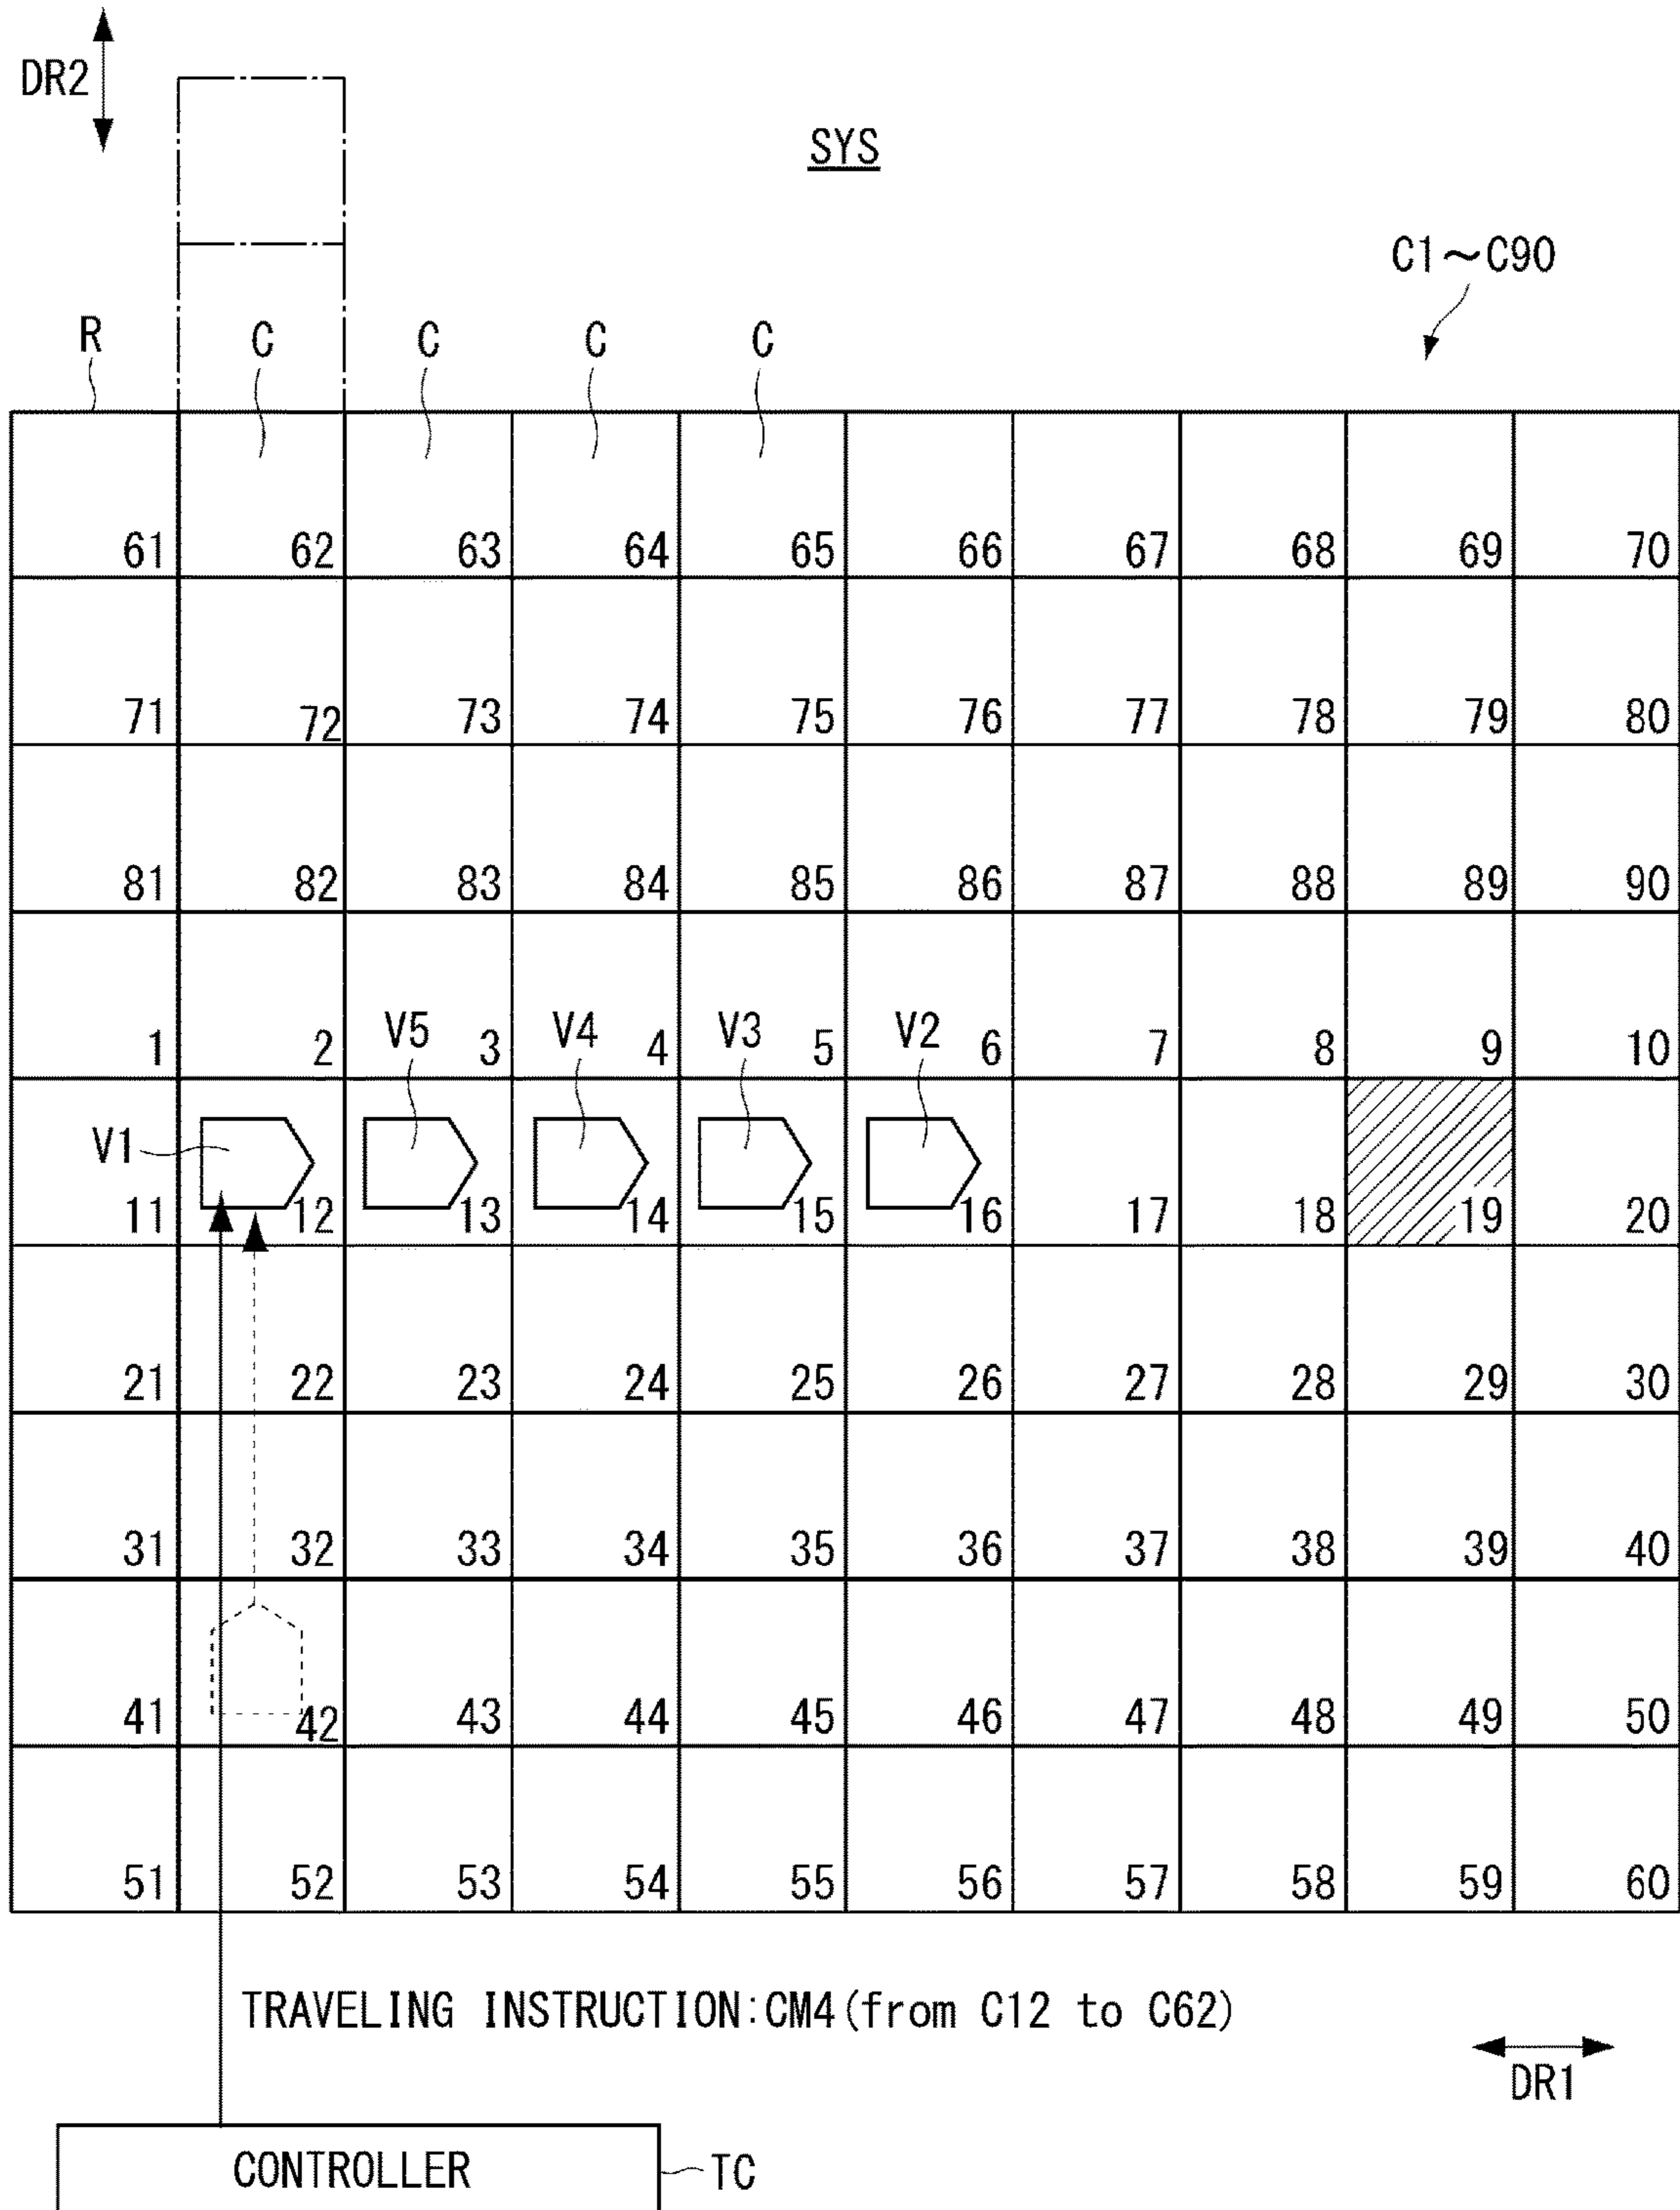 DR2
SYS
C1～C90
R C C C C
61 62 63 64 65 66 67 68 69 70
71 72 73 74 75 76 77 78 79 80
81 82 83 84 85 86 87 88 89 90
V5 V4 V3 V2
1 2 3 4 5 6 7 8 9 10
V1
11 12 13 14 15 16 17 18 19 20
21 22 23 24 25 26 27 28 29 30
31 32 33 34 35 36 37 38 39 40
41 42 43 44 45 46 47 48 49 50
51 52 53 54 55 56 57 58 59 60
TRAVELING INSTRUCTION:CM4(from C12 to C62)
DR1
CONTROLLER TC